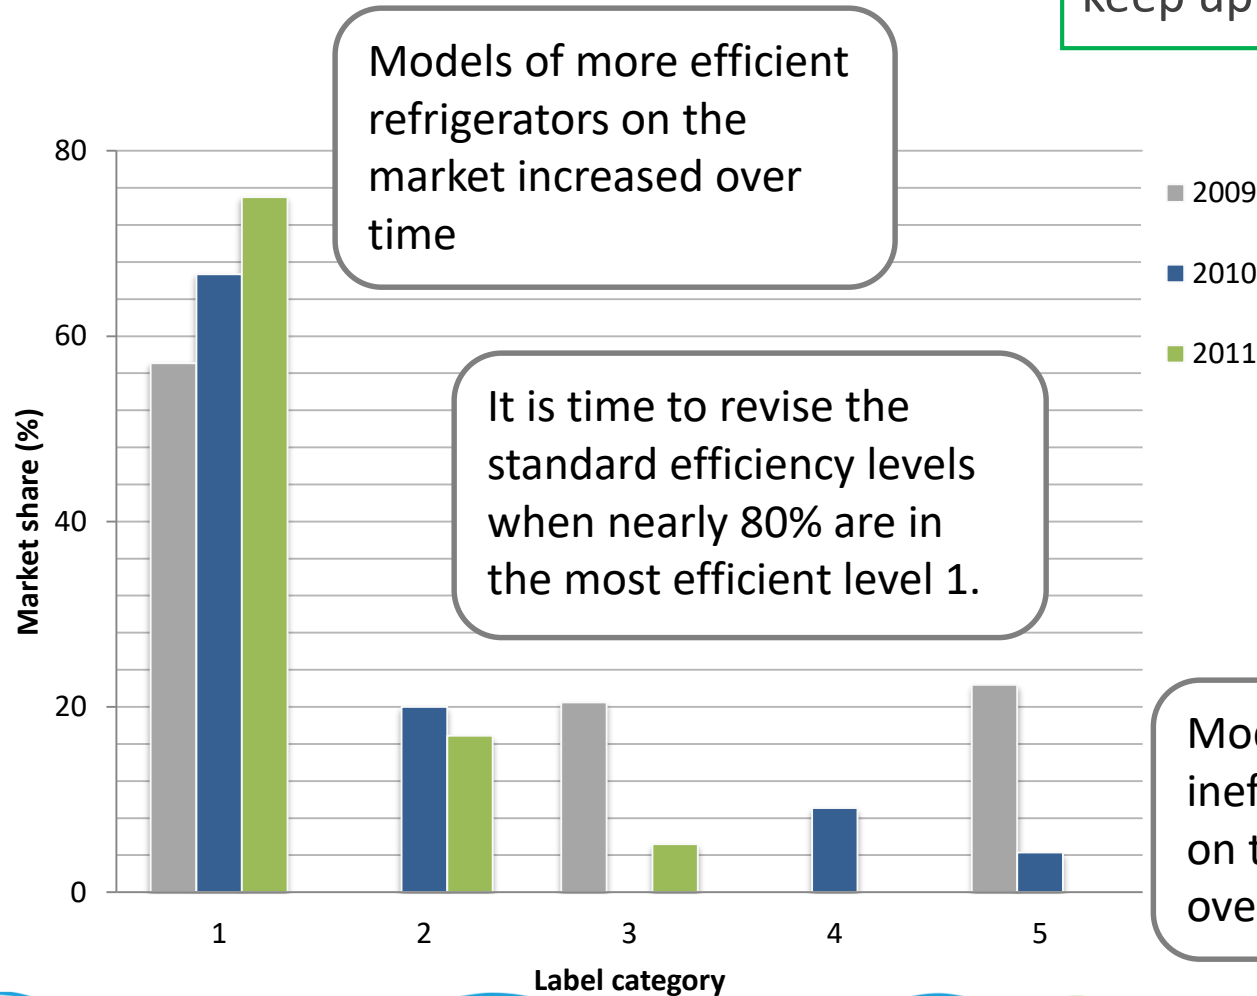 keep up
Models of more efficient
refrigerators on the
market increased over
time
80
60
40
20
0
Market share (%)
2009
2010
2011
It is time to revise the
standard efficiency levels
when nearly 80% are in
the most efficient level 1.
1
2
3
4
5
Label category